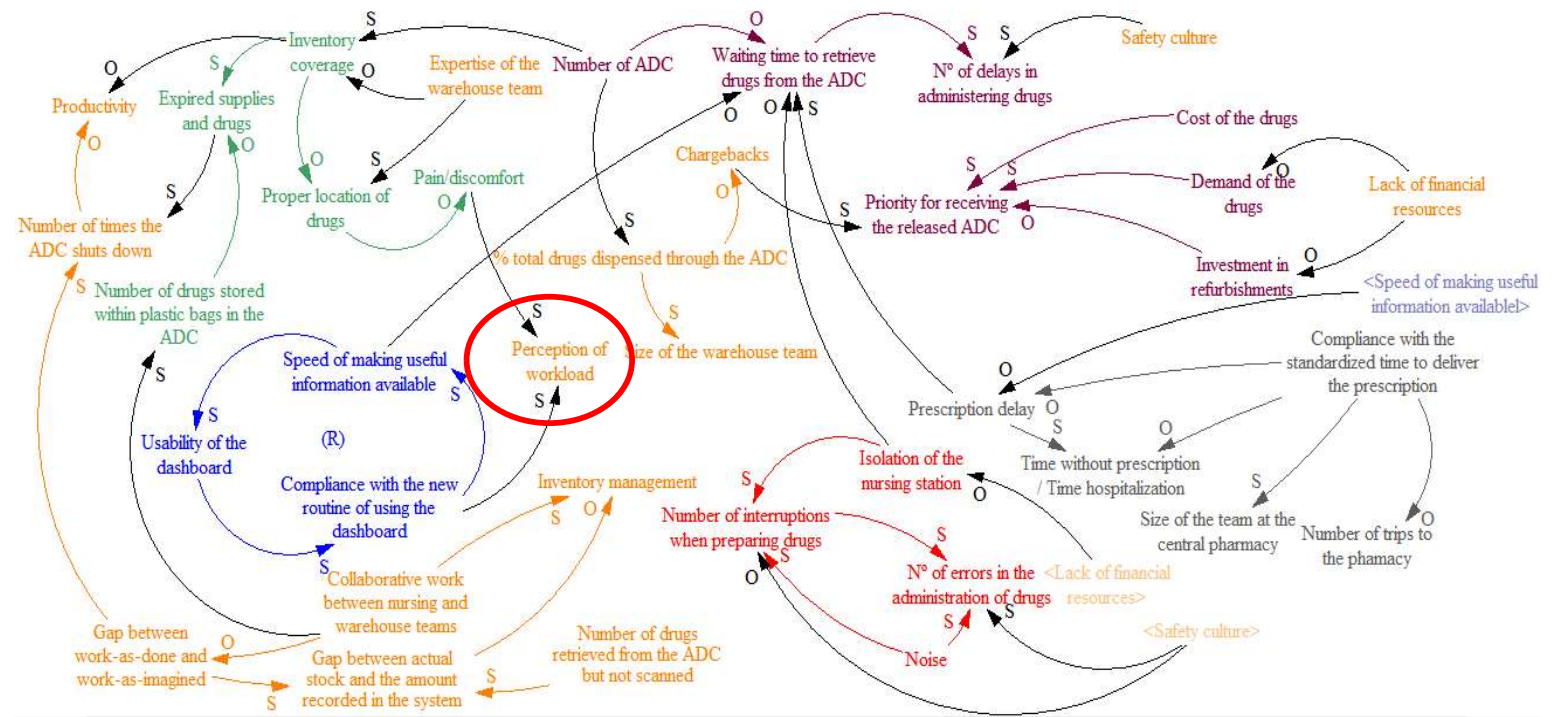 Inventory
coverage
Number of ADC
Expertise of the
warehouse team
Productivity
Expired supplies
and drugs
Waiting time to retrieve
drugs from the ADC
Safety culture
Nº of delays in
administering drugs
Cost of the drugs
Chargebacks
Pain/discomfort
Proper location of
drugs
Demand of the
drugs
Lack of financial
resources
Priority for receiving
the released ADC
Number of times the
ADC shuts down
% total drugs dispensed through the ADC
Investment in
refurbishments
<Speed of making useful
information available>
Number of drugs stored
within plastic bags in the
ADC
Speed of making useful
information available
Perception of
workload
Size of the warehouse team
Compliance with the
standardized time to deliver
the prescription
Prescription delay
Usability of the
dashboard
(R)
Compliance with the new
routine of using the
dashboard
Inventory management
Isolation of the
nursing station
Time without prescription
/ Time hospitalization
Number of interruptions
when preparing drugs
Size of the team at the
central pharmacy
Number of trips to
the phamacy
Collaborative work
between nursing and
warehouse teams
Nº of errors in the
administration of drugs
<Lack of financial
resources>
<Safety culture>
Gap between
work-as-done and
work-as-imagined
Gap between actual
stock and the amount
recorded in the system
Number of drugs
retrieved from the ADC
but not scanned
Noise
S
O
S
O
O
S
S
O
S
S
O
O
O
S
S
S
O
S
O
S
O
S
S
O
O
S
S
O
O
S
S
S
S
S
S
O
O
S
O
S
O
S
O
S
O
S
S
S
O
S
S
O
S
S